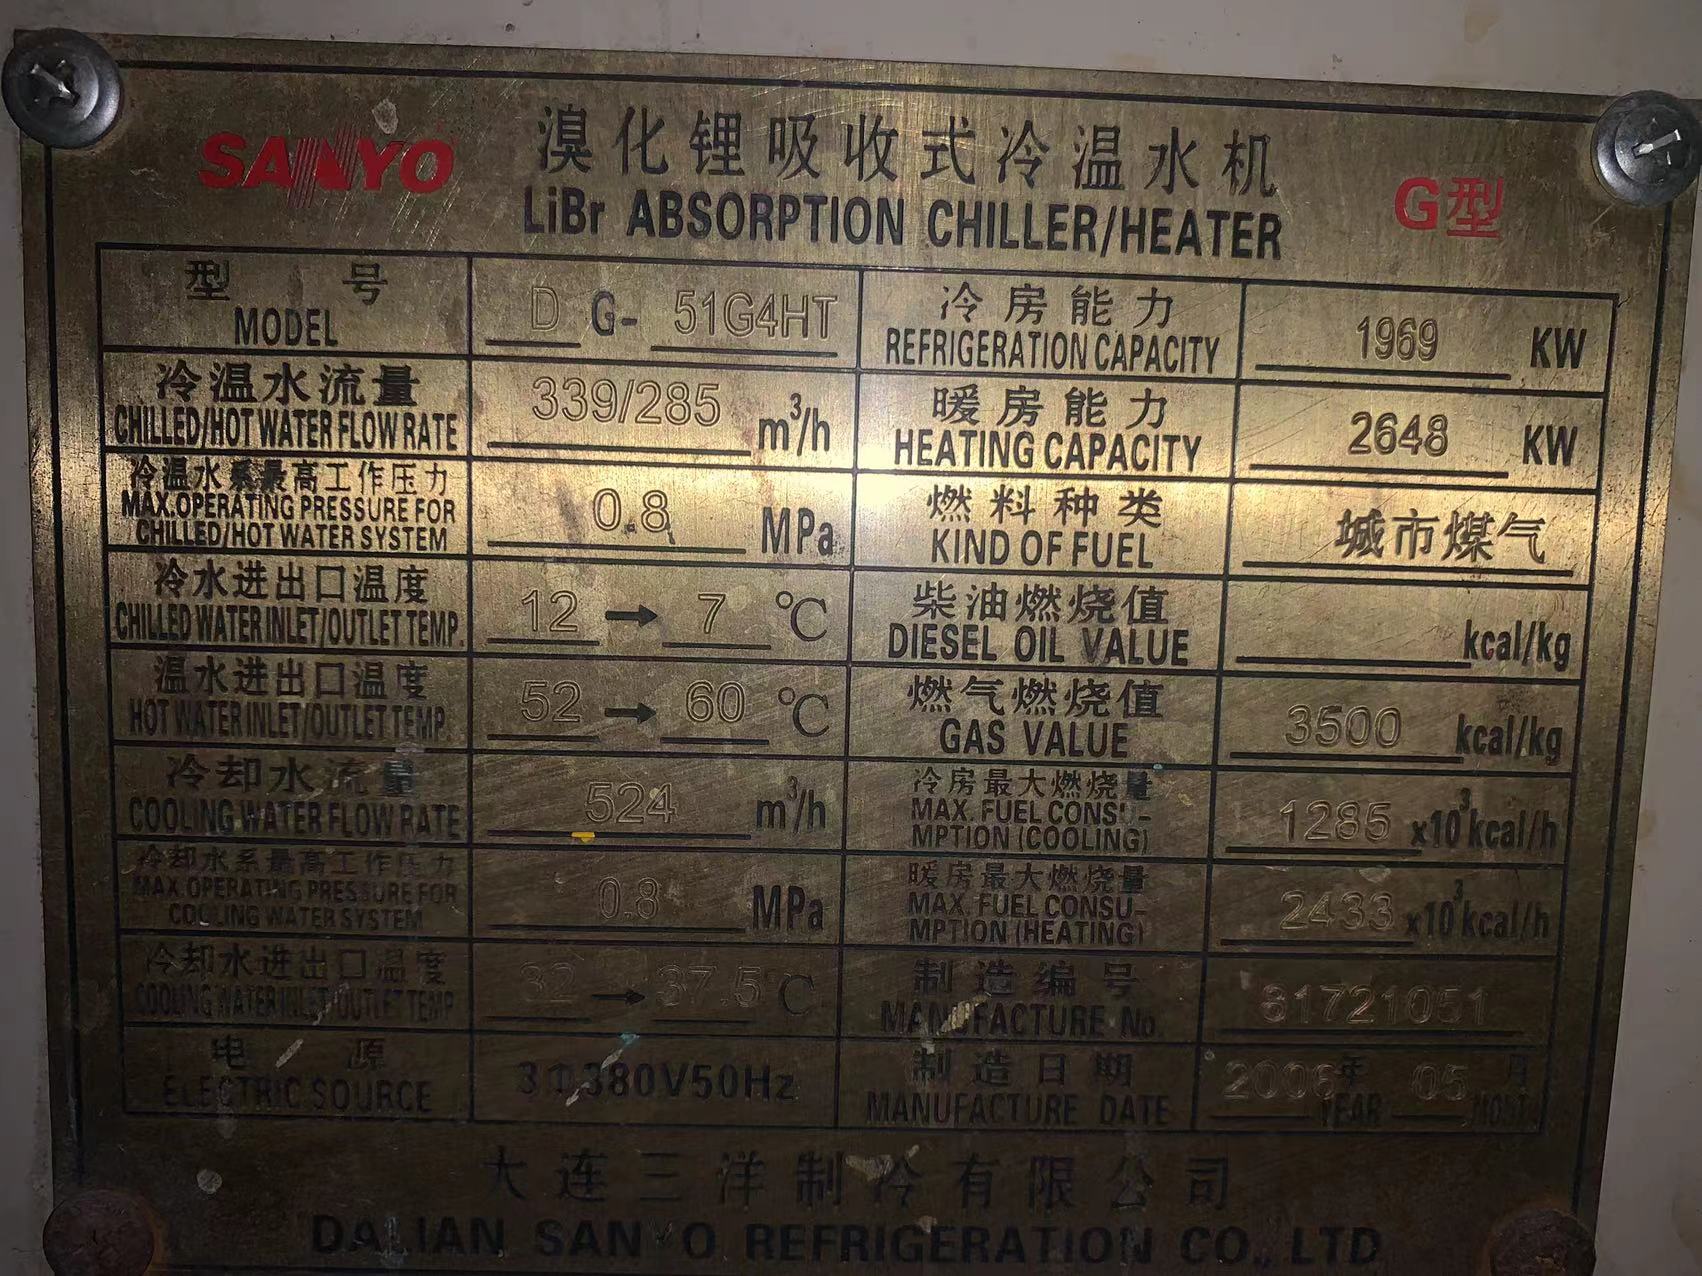 SANYO
溴化锂吸收式冷温水机
LiBr ABSORPTION CHILLER/HEATER
G型
型 号
MODEL
D G- 51G4HT
冷房能力
REFRIGERATION CAPACITY
1969 KW
冷温水流量
CHILLED/HOT WATER FLOW RATE
339/285 m³/h
暖房能力
HEATING CAPACITY
2648 KW
冷温水系最高工作压力
MAX.OPERATING PRESSURE FOR
CHILLED/HOT WATER SYSTEM
0.8 MPa
燃料种类
KIND OF FUEL
城市煤气
冷水进出口温度
CHILLED WATER INLET/OUTLET TEMP.
12 → 7 ℃
柴油燃烧值
DIESEL OIL VALUE
kcal/kg
温水进出口温度
HOT WATER INLET/OUTLET TEMP.
52 → 60 ℃
燃气燃烧值
GAS VALUE
3500 kcal/kg
冷却水流量
COOLING WATER FLOW RATE
524 m³/h
冷房最大燃烧量
MAX. FUEL CONSU-
MPTION (COOLING)
1285 x10³kcal/h
冷却水系最高工作压力
MAX.OPERATING PRESSURE FOR
COOLING WATER SYSTEM
0.8 MPa
暖房最大燃烧量
MAX. FUEL CONSU-
MPTION (HEATING)
2433 x10³kcal/h
冷却水进出口温度
COOLING WATER INLET/OUTLET TEMP
32 → 37.5 ℃
制造编号
MANUFACTURE No.
81721051
电 源
ELECTRIC SOURCE
3Φ380V50Hz
制造日期
MANUFACTURE DATE
2006 年 05 月
YEAR MONTH
大连三洋制冷有限公司
DALIAN SANYO REFRIGERATION CO., LTD